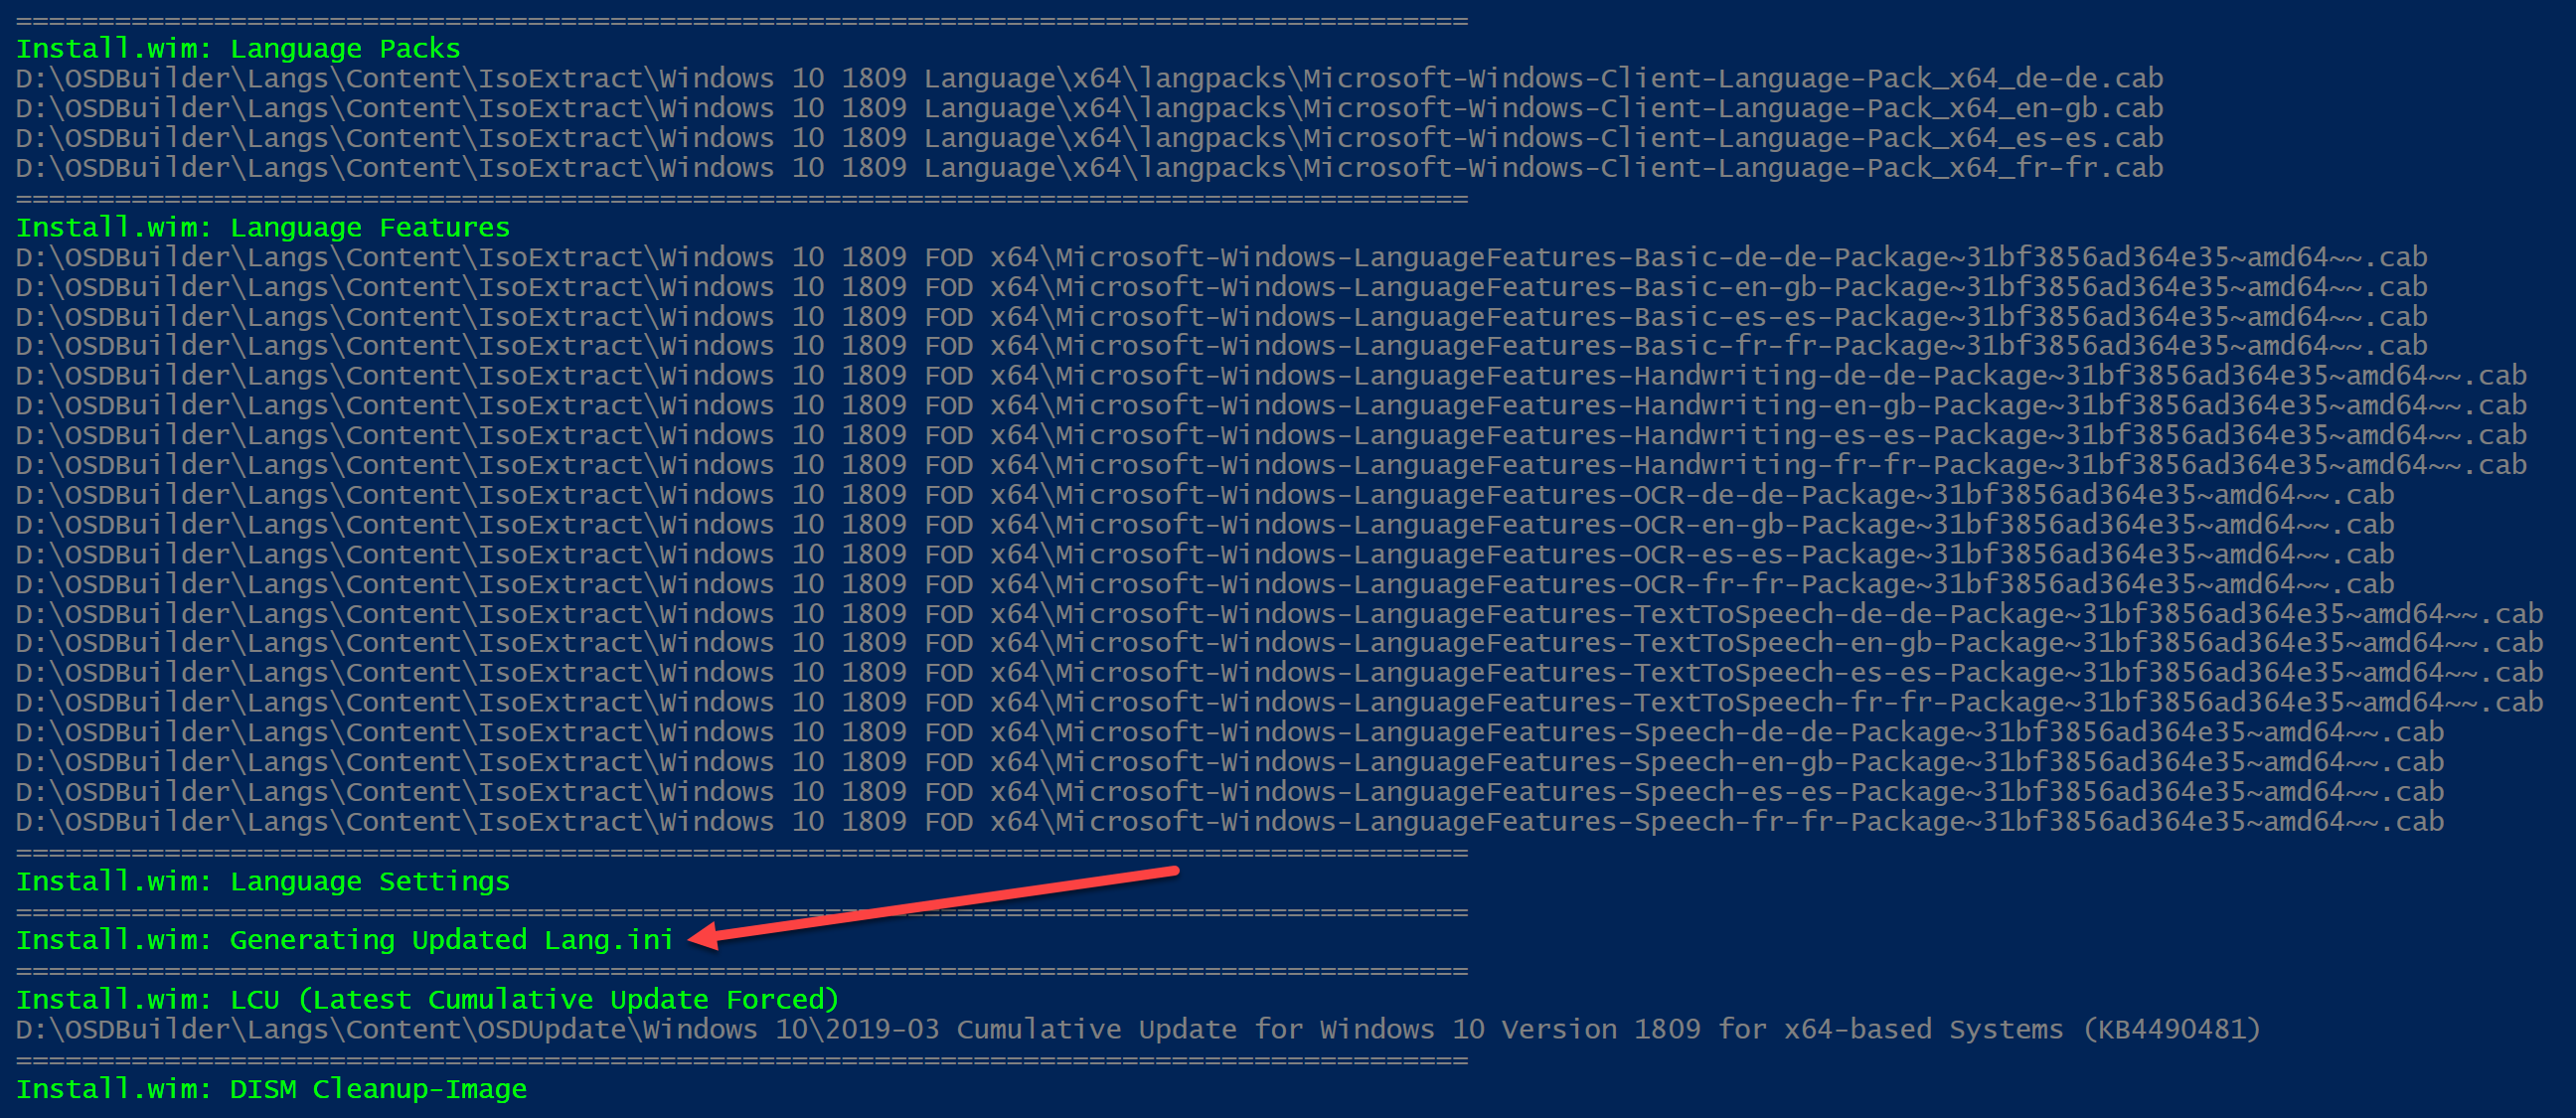 ========================================================================================
Install.wim: Language Packs
D:\OSDBuilder\Langs\Content\IsoExtract\Windows 10 1809 Language\x64\langpacks\Microsoft-Windows-Client-Language-Pack_x64_de-de.cab
D:\OSDBuilder\Langs\Content\IsoExtract\Windows 10 1809 Language\x64\langpacks\Microsoft-Windows-Client-Language-Pack_x64_en-gb.cab
D:\OSDBuilder\Langs\Content\IsoExtract\Windows 10 1809 Language\x64\langpacks\Microsoft-Windows-Client-Language-Pack_x64_es-es.cab
D:\OSDBuilder\Langs\Content\IsoExtract\Windows 10 1809 Language\x64\langpacks\Microsoft-Windows-Client-Language-Pack_x64_fr-fr.cab
========================================================================================
Install.wim: Language Features
D:\OSDBuilder\Langs\Content\IsoExtract\Windows 10 1809 FOD x64\Microsoft-Windows-LanguageFeatures-Basic-de-de-Package~31bf3856ad364e35~amd64~~.cab
D:\OSDBuilder\Langs\Content\IsoExtract\Windows 10 1809 FOD x64\Microsoft-Windows-LanguageFeatures-Basic-en-gb-Package~31bf3856ad364e35~amd64~~.cab
D:\OSDBuilder\Langs\Content\IsoExtract\Windows 10 1809 FOD x64\Microsoft-Windows-LanguageFeatures-Basic-es-es-Package~31bf3856ad364e35~amd64~~.cab
D:\OSDBuilder\Langs\Content\IsoExtract\Windows 10 1809 FOD x64\Microsoft-Windows-LanguageFeatures-Basic-fr-fr-Package~31bf3856ad364e35~amd64~~.cab
D:\OSDBuilder\Langs\Content\IsoExtract\Windows 10 1809 FOD x64\Microsoft-Windows-LanguageFeatures-Handwriting-de-de-Package~31bf3856ad364e35~amd64~~.cab
D:\OSDBuilder\Langs\Content\IsoExtract\Windows 10 1809 FOD x64\Microsoft-Windows-LanguageFeatures-Handwriting-en-gb-Package~31bf3856ad364e35~amd64~~.cab
D:\OSDBuilder\Langs\Content\IsoExtract\Windows 10 1809 FOD x64\Microsoft-Windows-LanguageFeatures-Handwriting-es-es-Package~31bf3856ad364e35~amd64~~.cab
D:\OSDBuilder\Langs\Content\IsoExtract\Windows 10 1809 FOD x64\Microsoft-Windows-LanguageFeatures-Handwriting-fr-fr-Package~31bf3856ad364e35~amd64~~.cab
D:\OSDBuilder\Langs\Content\IsoExtract\Windows 10 1809 FOD x64\Microsoft-Windows-LanguageFeatures-OCR-de-de-Package~31bf3856ad364e35~amd64~~.cab
D:\OSDBuilder\Langs\Content\IsoExtract\Windows 10 1809 FOD x64\Microsoft-Windows-LanguageFeatures-OCR-en-gb-Package~31bf3856ad364e35~amd64~~.cab
D:\OSDBuilder\Langs\Content\IsoExtract\Windows 10 1809 FOD x64\Microsoft-Windows-LanguageFeatures-OCR-es-es-Package~31bf3856ad364e35~amd64~~.cab
D:\OSDBuilder\Langs\Content\IsoExtract\Windows 10 1809 FOD x64\Microsoft-Windows-LanguageFeatures-OCR-fr-fr-Package~31bf3856ad364e35~amd64~~.cab
D:\OSDBuilder\Langs\Content\IsoExtract\Windows 10 1809 FOD x64\Microsoft-Windows-LanguageFeatures-TextToSpeech-de-de-Package~31bf3856ad364e35~amd64~~.cab
D:\OSDBuilder\Langs\Content\IsoExtract\Windows 10 1809 FOD x64\Microsoft-Windows-LanguageFeatures-TextToSpeech-en-gb-Package~31bf3856ad364e35~amd64~~.cab
D:\OSDBuilder\Langs\Content\IsoExtract\Windows 10 1809 FOD x64\Microsoft-Windows-LanguageFeatures-TextToSpeech-es-es-Package~31bf3856ad364e35~amd64~~.cab
D:\OSDBuilder\Langs\Content\IsoExtract\Windows 10 1809 FOD x64\Microsoft-Windows-LanguageFeatures-TextToSpeech-fr-fr-Package~31bf3856ad364e35~amd64~~.cab
D:\OSDBuilder\Langs\Content\IsoExtract\Windows 10 1809 FOD x64\Microsoft-Windows-LanguageFeatures-Speech-de-de-Package~31bf3856ad364e35~amd64~~.cab
D:\OSDBuilder\Langs\Content\IsoExtract\Windows 10 1809 FOD x64\Microsoft-Windows-LanguageFeatures-Speech-en-gb-Package~31bf3856ad364e35~amd64~~.cab
D:\OSDBuilder\Langs\Content\IsoExtract\Windows 10 1809 FOD x64\Microsoft-Windows-LanguageFeatures-Speech-es-es-Package~31bf3856ad364e35~amd64~~.cab
D:\OSDBuilder\Langs\Content\IsoExtract\Windows 10 1809 FOD x64\Microsoft-Windows-LanguageFeatures-Speech-fr-fr-Package~31bf3856ad364e35~amd64~~.cab
========================================================================================
Install.wim: Language Settings
========================================================================================
Install.wim: Generating Updated Lang.ini
========================================================================================
Install.wim: LCU (Latest Cumulative Update Forced)
D:\OSDBuilder\Langs\Content\OSDUpdate\Windows 10\2019-03 Cumulative Update for Windows 10 Version 1809 for x64-based Systems (KB4490481)
========================================================================================
Install.wim: DISM Cleanup-Image